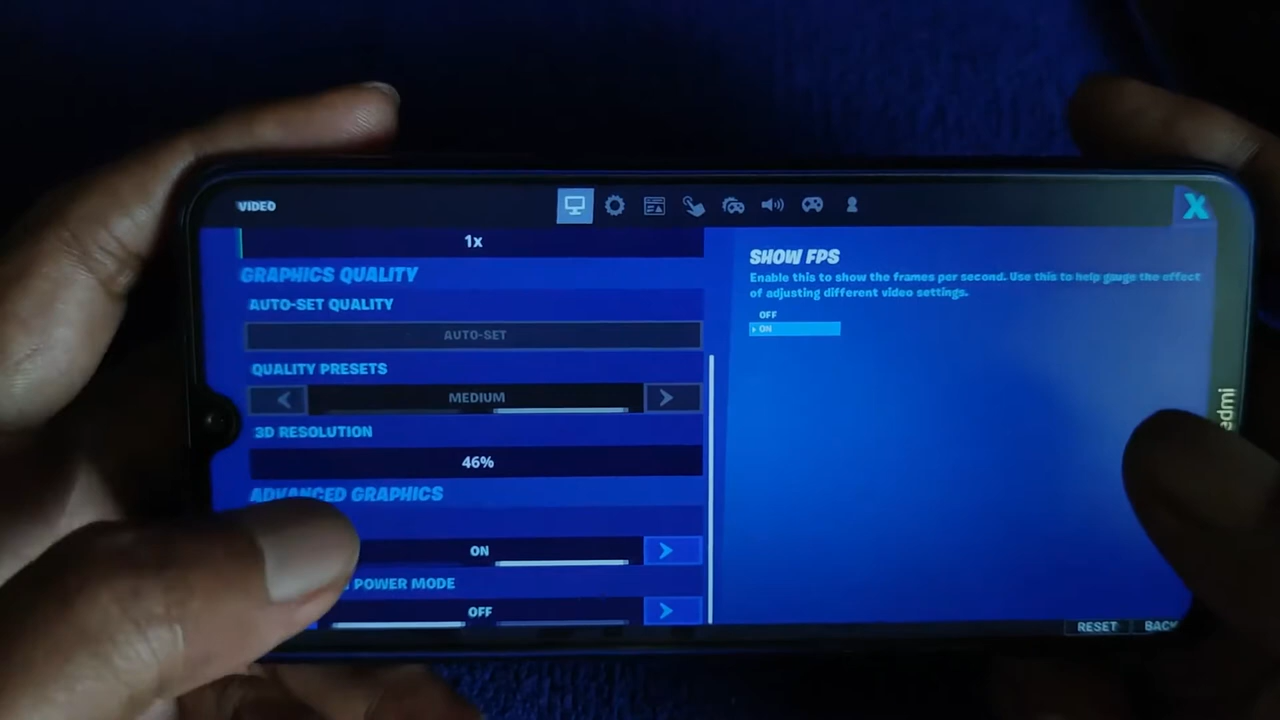 VIDEO
1x
GRAPHICS QUALITY
AUTO-SET QUALITY
AUTO-SET
QUALITY PRESETS
MEDIUM
3D RESOLUTION
46%
ADVANCED GRAPHICS
ON
POWER MODE
OFF
SHOW FPS
Enable this to show the frames per second. Use this to help gauge the effect
of adjusting different video settings.
OFF
ON
RESET
BACK
admi